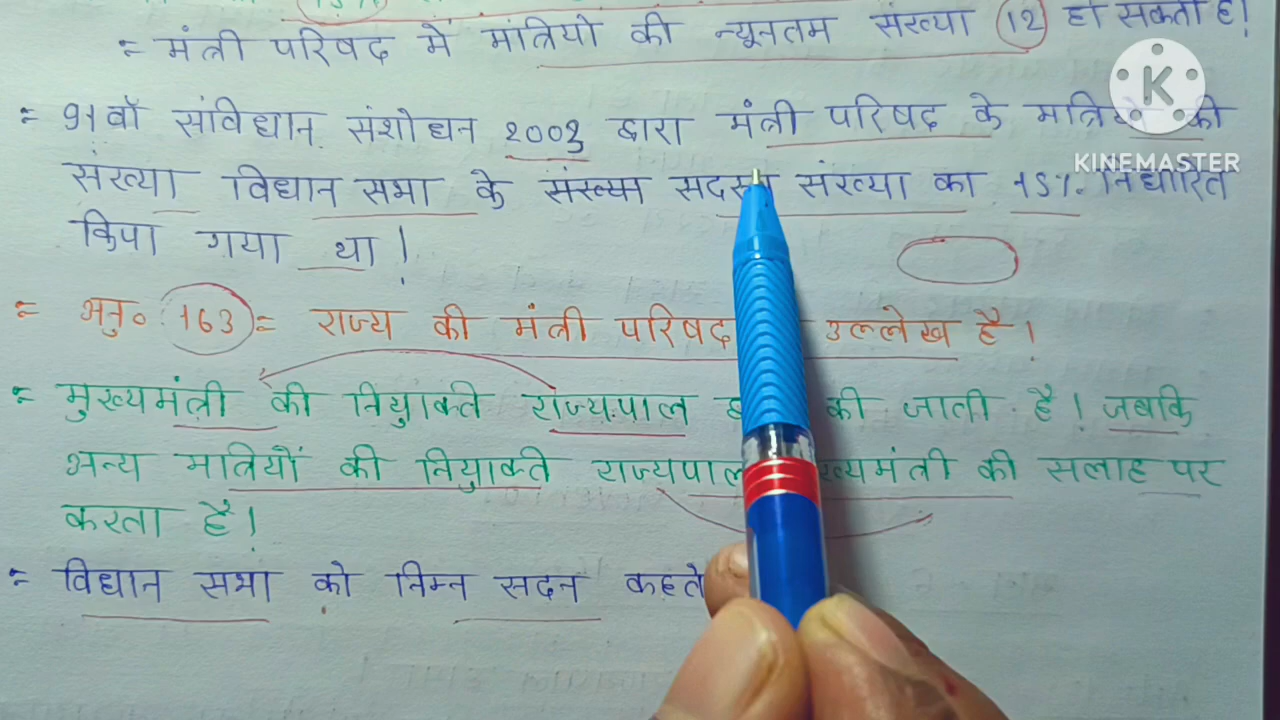 = मंत्री परिषद में मंत्रियो की न्यूनतम संख्या 12 हो सकती है।
= 91वाँ संविधान संशोधन 2003 द्वारा मंत्री परिषद के मंत्रियो की
संख्या विधान सभा के संख्या सदस्य संख्या का 15%. निर्धारित
किया गया था।
= अनु० 163 = राज्य की मंत्री परिषद उल्लेख है।
= मुख्यमंत्री की नियुक्ति राज्यपाल की जाती है। जबकि
अन्य मंत्रियों की नियुक्ति राज्यपाल की सलाह पर
करता है।
= विधान सभा को निम्न सदन कहते
K
KINEMASTER